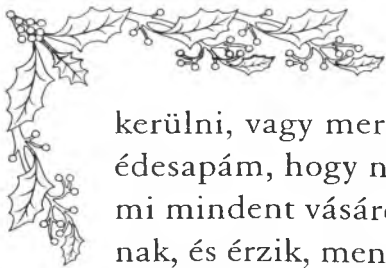 kerülni, vagy mer
édesapám, hogy n
mi mindent vásár
nak, és érzik, men